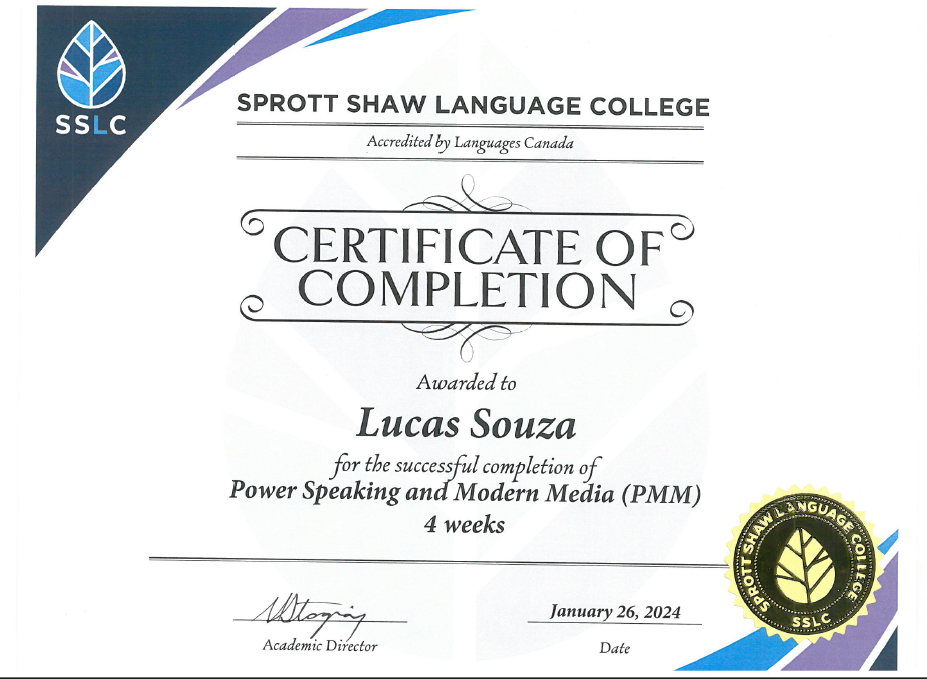 SSLC
SPROTT SHAW LANGUAGE COLLEGE
Accredited by Languages Canada
CERTIFICATE OF
COMPLETION
Awarded to
Lucas Souza
for the successful completion of
Power Speaking and Modern Media (PMM)
4 weeks
January 26, 2024
Academic Director
Date
SPROTT SHAW LANGUAGE COLLEGE
SSLC